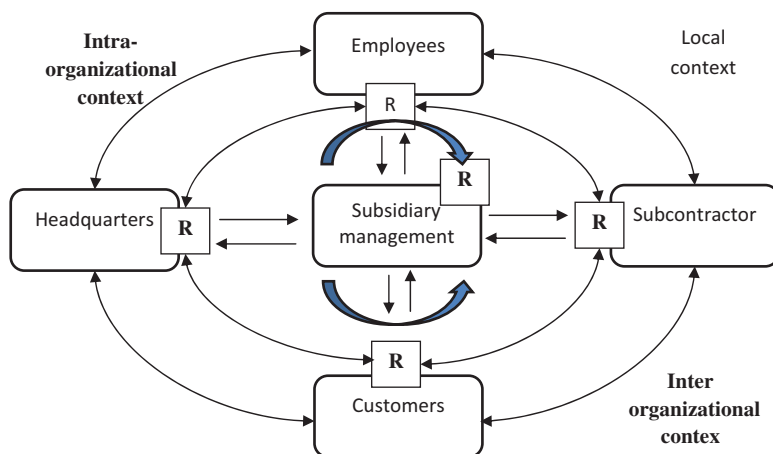 Intra-
organizational
context
Employees
Local
context
R
R
Headquarters
R
Subsidiary
management
R
Subcontractor
R
Customers
Inter
organizational
contex